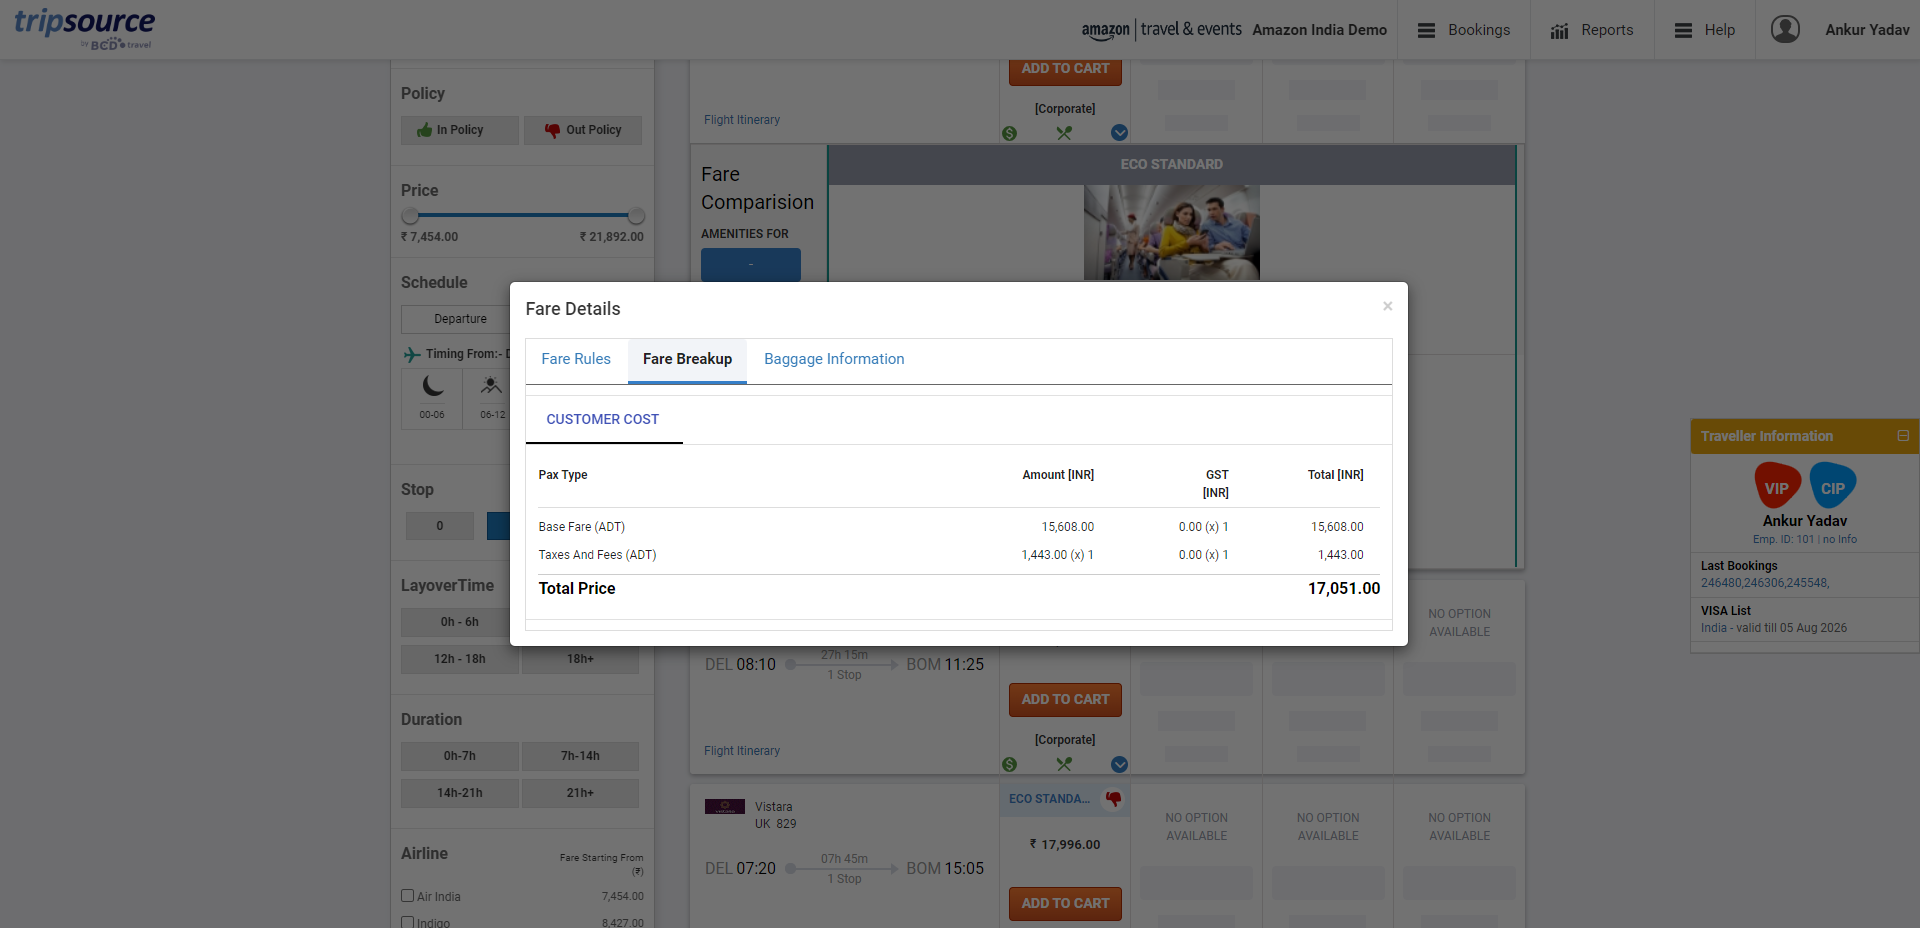 tripsource
by BCD travel
amazon travel & events
Amazon India Demo
Bookings
Reports
Help
Ankur Yadav
Policy
In Policy
Out Policy
Price
₹ 7,454.00
₹ 21,892.00
Schedule
Departure
Timing From:- D
00-06
06-12
Stop
0
LayoverTime
0h - 6h
12h - 18h
18h+
Duration
0h-7h
7h-14h
14h-21h
21h+
Airline
Fare Starting From
(₹)
Air India
7,454.00
Indigo
8,427.00
ADD TO CART
[Corporate]
Flight Itinerary
Fare
Comparision
AMENITIES FOR
-
ECO STANDARD
Fare Details
×
Fare Rules
Fare Breakup
Baggage Information
CUSTOMER COST
Pax Type
Amount [INR]
GST
[INR]
Total [INR]
Base Fare (ADT)
15,608.00
0.00 (x) 1
15,608.00
Taxes And Fees (ADT)
1,443.00 (x) 1
0.00 (x) 1
1,443.00
Total Price
17,051.00
NO OPTION
AVAILABLE
DEL 08:10
27h 15m
1 Stop
BOM 11:25
ADD TO CART
[Corporate]
Flight Itinerary
Vistara
UK 829
ECO STANDA...
₹ 17,996.00
NO OPTION
AVAILABLE
NO OPTION
AVAILABLE
NO OPTION
AVAILABLE
DEL 07:20
07h 45m
1 Stop
BOM 15:05
ADD TO CART
Traveller Information
VIP
CIP
Ankur Yadav
Emp. ID: 101 | no Info
Last Bookings
246480,246306,245548,
VISA List
India - valid till 05 Aug 2026